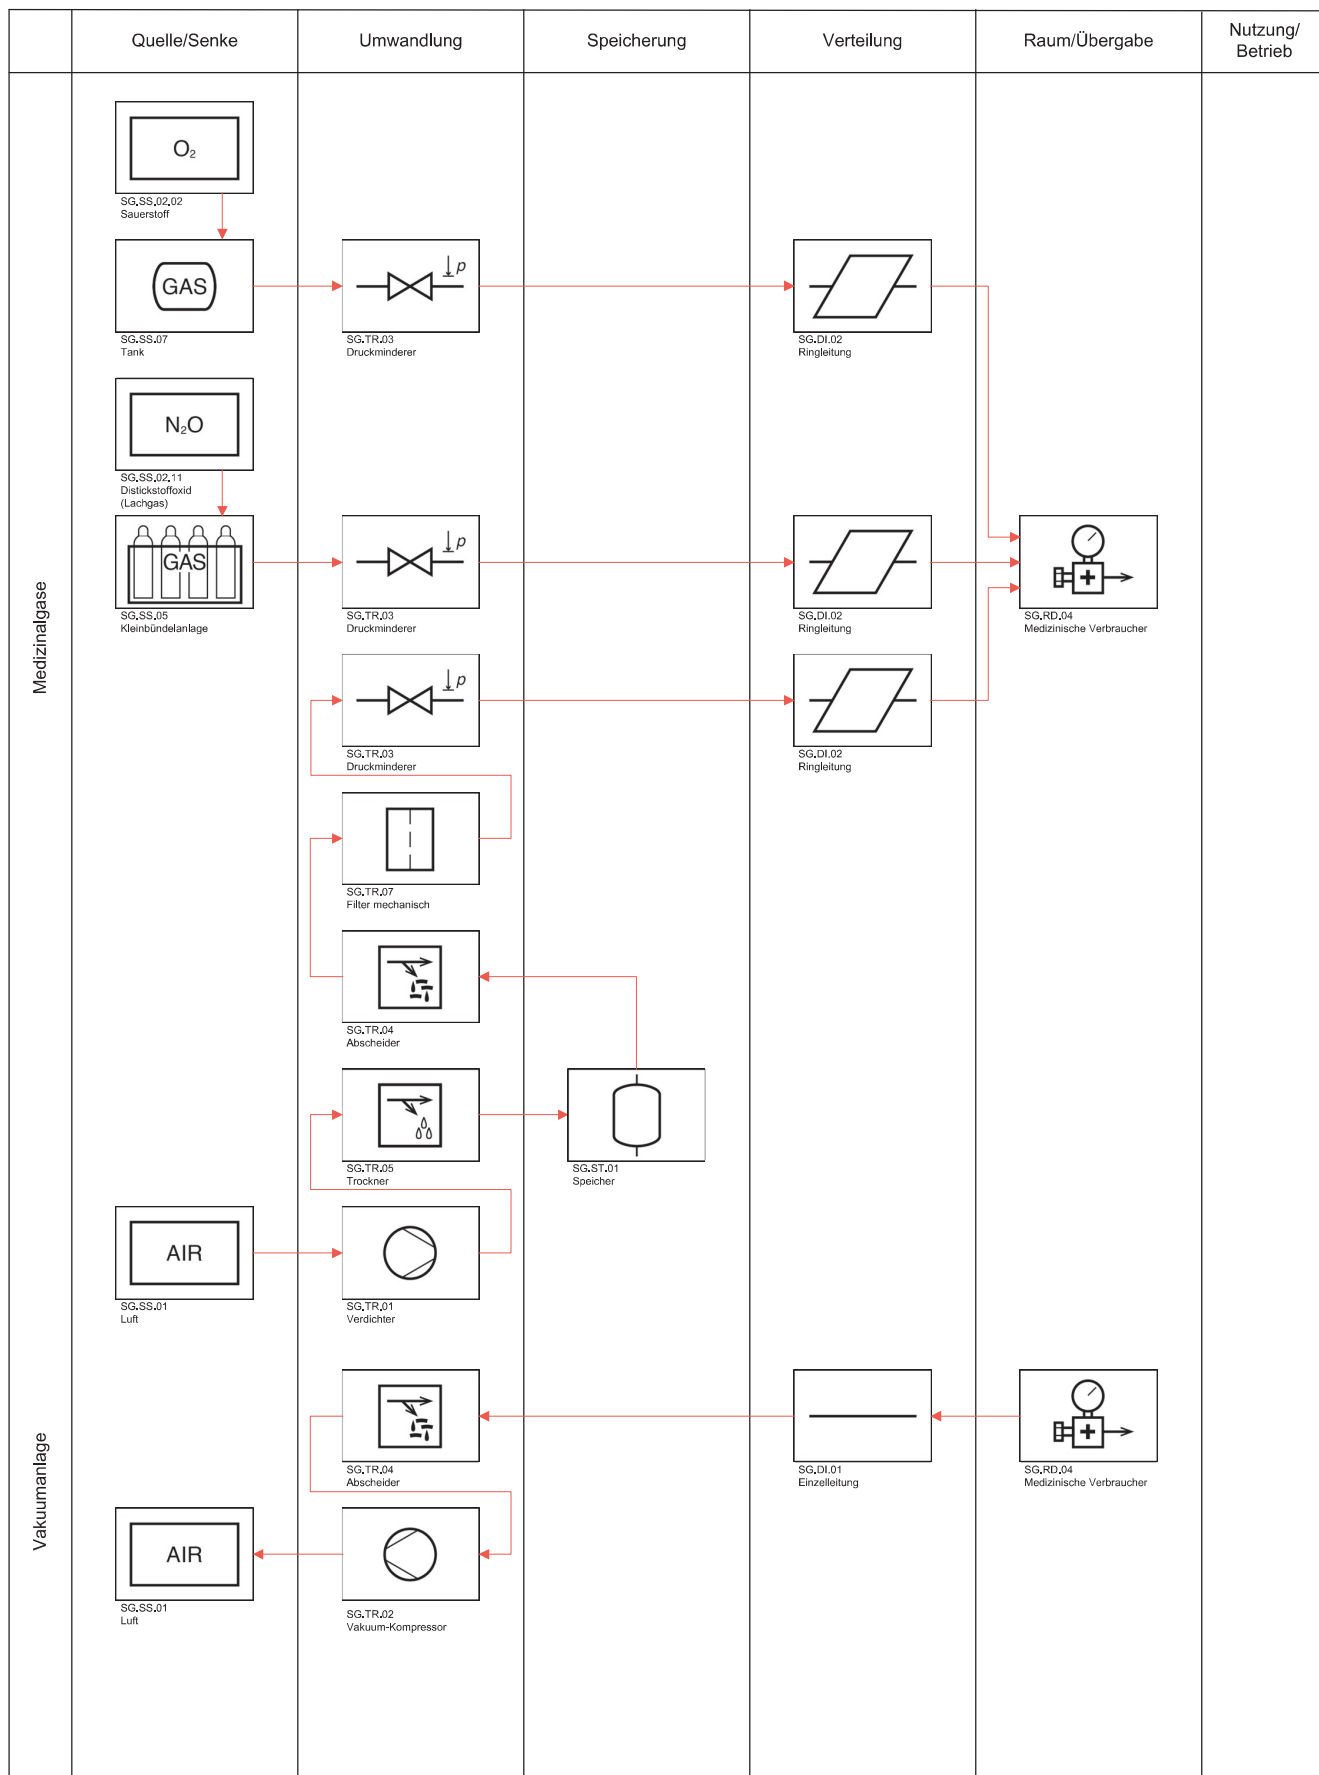 Quelle/Senke
Umwandlung
Speicherung
Verteilung
Raum/Übergabe
Nutzung/
Betrieb
Medizinalgase
O₂
SG.SS.02.02
Sauerstoff
GAS
SG.SS.07
Tank
p
SG.TR.03
Druckminderer
SG.DI.02
Ringleitung
N₂O
SG.SS.02.11
Distickstoffoxid
(Lachgas)
GAS
SG.SS.05
Kleinbündelanlage
p
SG.TR.03
Druckminderer
SG.DI.02
Ringleitung
SG.RD.04
Medizinische Verbraucher
p
SG.TR.03
Druckminderer
SG.DI.02
Ringleitung
SG.TR.07
Filter mechanisch
SG.TR.04
Abscheider
SG.TR.05
Trockner
SG.ST.01
Speicher
AIR
SG.SS.01
Luft
SG.TR.01
Verdichter
Vakuumanlage
SG.TR.04
Abscheider
SG.DI.01
Einzelleitung
SG.RD.04
Medizinische Verbraucher
AIR
SG.SS.01
Luft
SG.TR.02
Vakuum-Kompressor